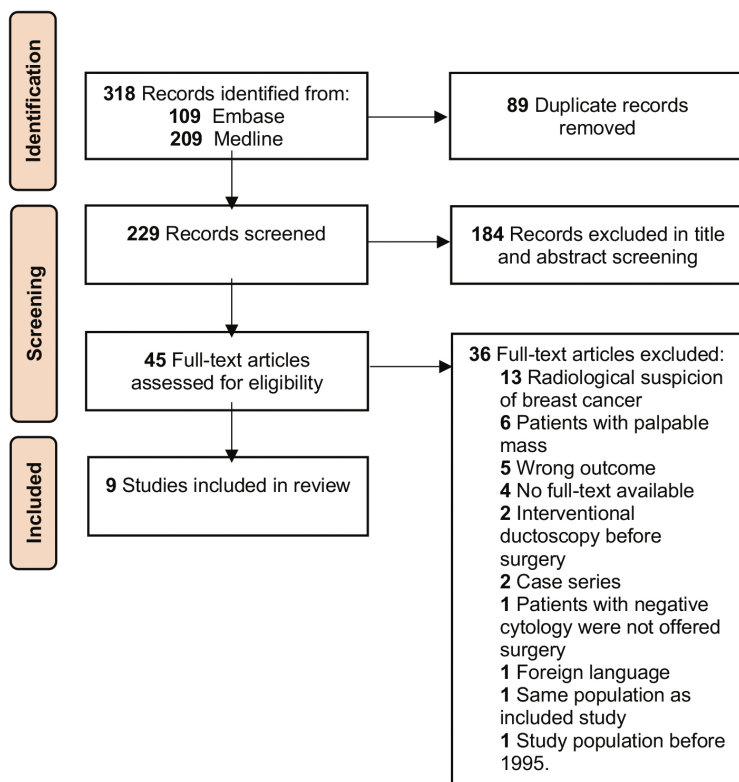 Identification
318 Records identified from:
109 Embase
209 Medline
89 Duplicate records
removed
Screening
229 Records screened
184 Records excluded in title
and abstract screening
45 Full-text articles
assessed for eligibility
36 Full-text articles excluded:
13 Radiological suspicion
of breast cancer
6 Patients with palpable
mass
5 Wrong outcome
4 No full-text available
2 Interventional
ductoscopy before
surgery
2 Case series
1 Patients with negative
cytology were not offered
surgery
1 Foreign language
1 Same population as
included study
1 Study population before
1995.
Included
9 Studies included in review